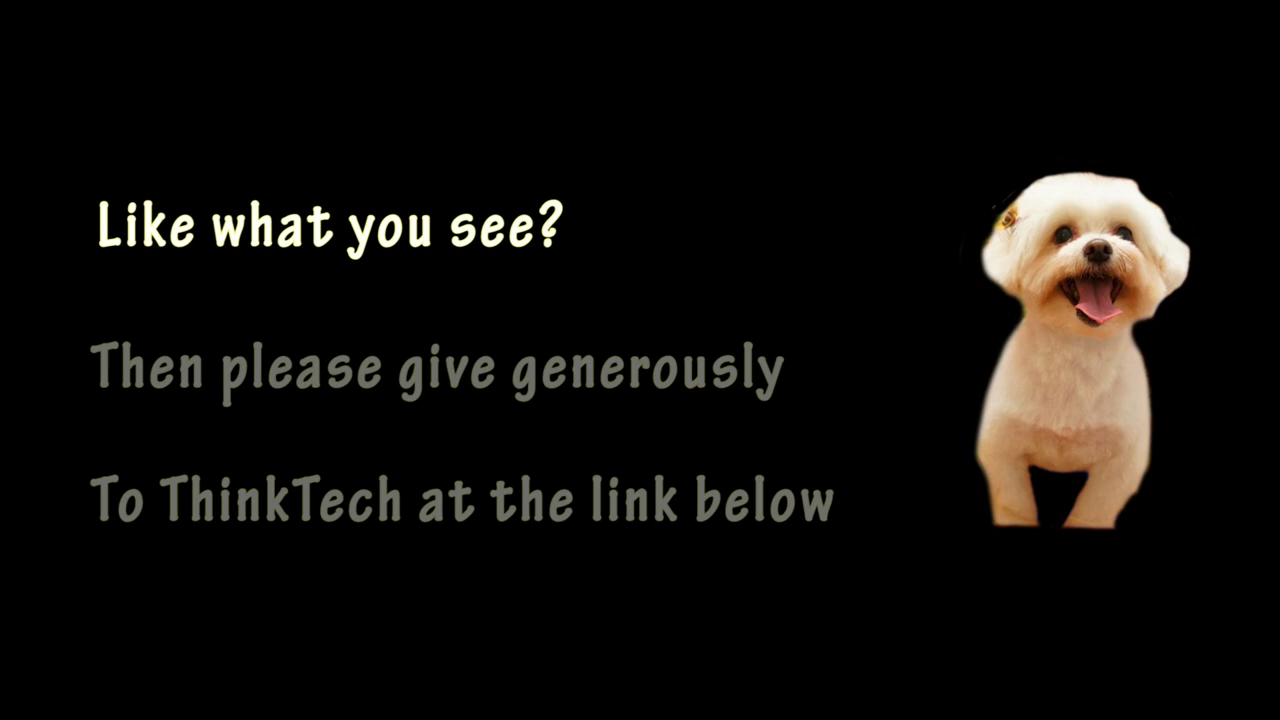 Like what you see?
Then please give generously
To ThinkTech at the link below